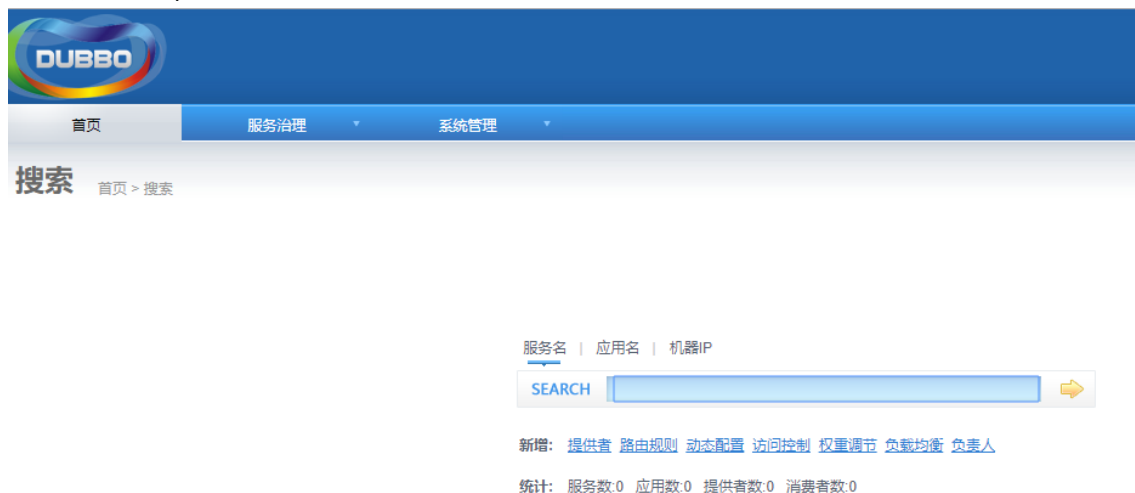 DUBBO
首页 服务治理 系统管理
搜索 首页 > 搜索
服务名 | 应用名 | 机器IP
SEARCH
新增: 提供者 路由规则 动态配置 访问控制 权重调节 负载均衡 负责人
统计: 服务数:0 应用数:0 提供者数:0 消费者数:0